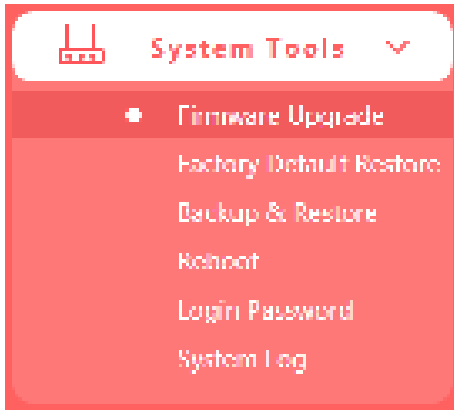 System Tools
Firmware Upgrade
Factory Default Restore
Backup & Restore
Reboot
Login Password
System Log